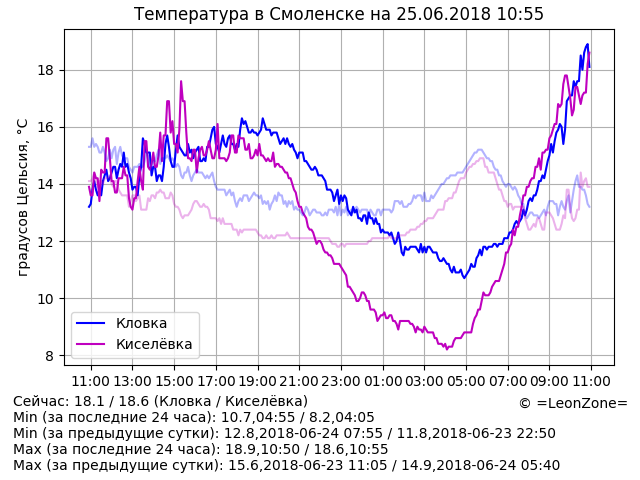 Температура в Смоленске на 25.06.2018 10:55
градусов Цельсия, °C
18
16
14
12
10
8
Кловка
Киселёвка
11:00 13:00 15:00 17:00 19:00 21:00 23:00 01:00 03:00 05:00 07:00 09:00 11:00
Сейчас: 18.1 / 18.6 (Кловка / Киселёвка)
© =LeonZone=
Min (за последние 24 часа): 10.7,04:55 / 8.2,04:05
Min (за предыдущие сутки): 12.8,2018-06-24 07:55 / 11.8,2018-06-23 22:50
Max (за последние 24 часа): 18.9,10:50 / 18.6,10:55
Max (за предыдущие сутки): 15.6,2018-06-23 11:05 / 14.9,2018-06-24 05:40